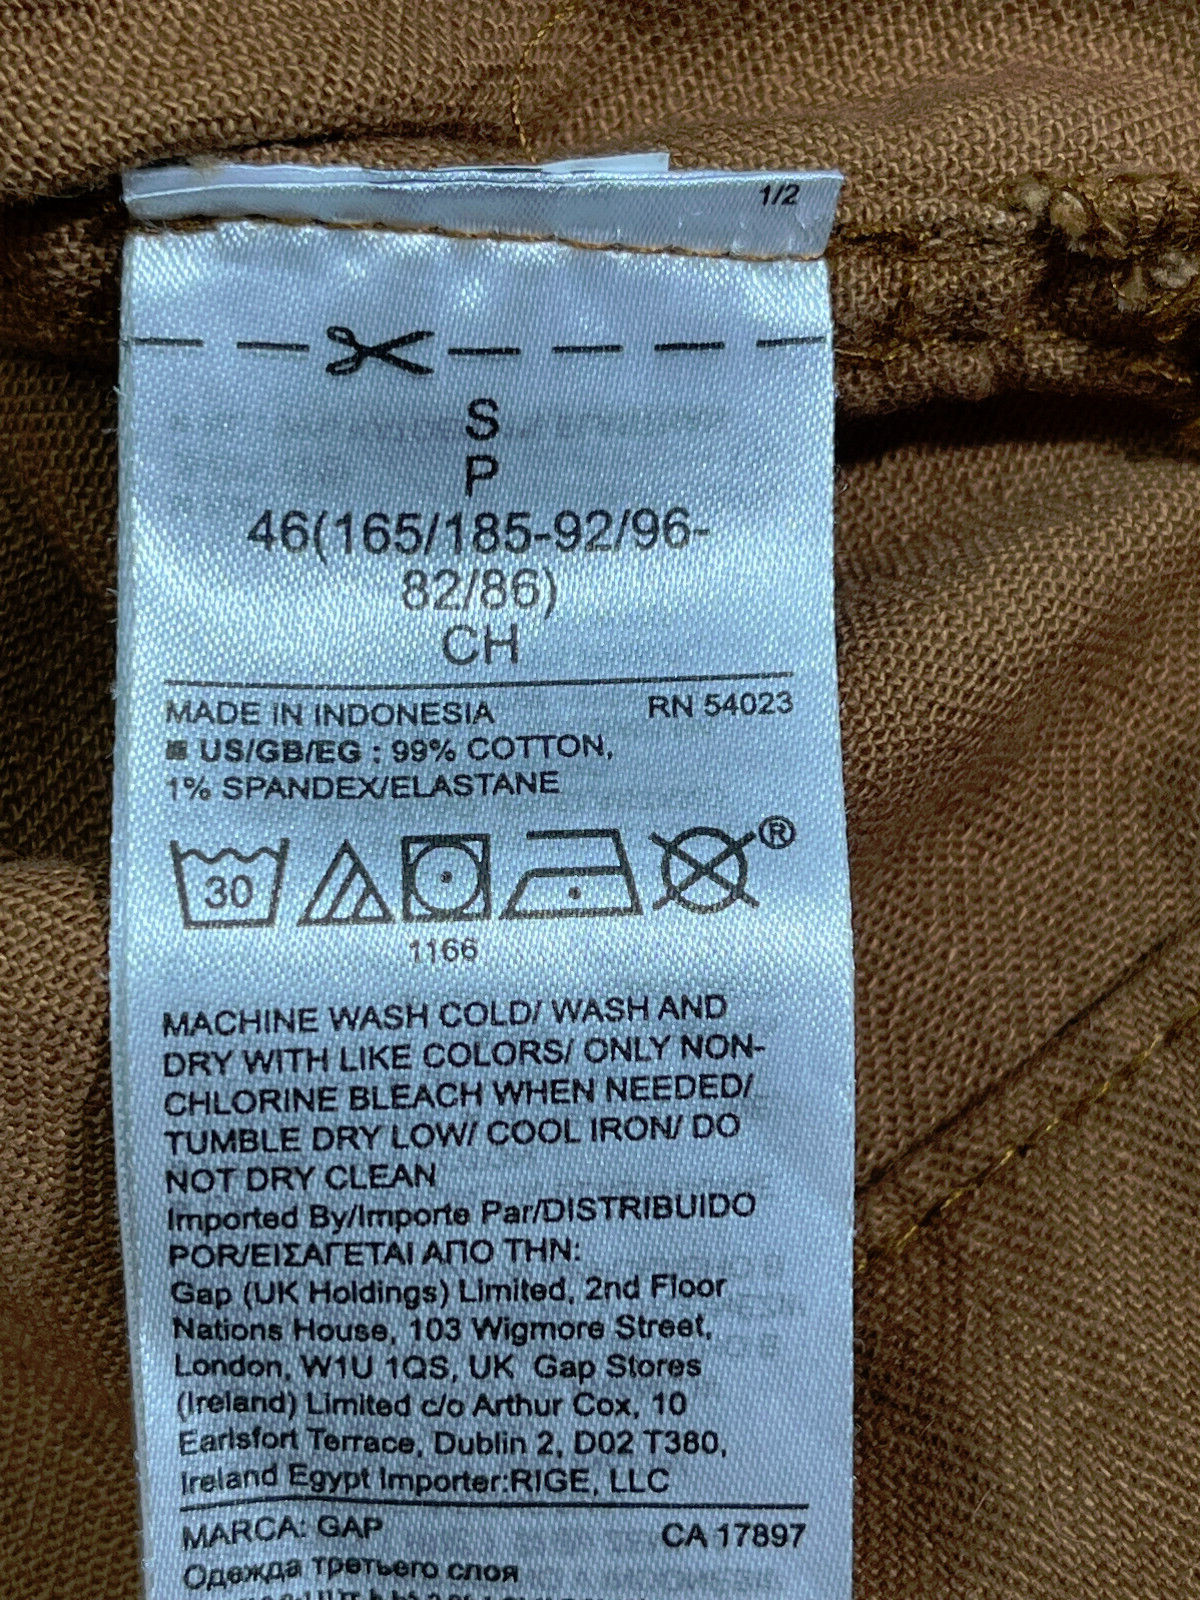 1/2
S
P
46(165/185-92/96-
82/86)
CH
MADE IN INDONESIA RN 54023
US/GB/EG : 99% COTTON,
1% SPANDEX/ELASTANE
30 ®
1166
MACHINE WASH COLD/ WASH AND
DRY WITH LIKE COLORS/ ONLY NON-
CHLORINE BLEACH WHEN NEEDED/
TUMBLE DRY LOW/ COOL IRON/ DO
NOT DRY CLEAN
Imported By/Importe Par/DISTRIBUIDO
POR/ΕΙΣΑΓΕΤΑΙ ΑΠΟ ΤΗΝ:
Gap (UK Holdings) Limited, 2nd Floor
Nations House, 103 Wigmore Street,
London, W1U 1QS, UK Gap Stores
(Ireland) Limited c/o Arthur Cox, 10
Earlsfort Terrace, Dublin 2, D02 T380,
Ireland Egypt Importer:RIGE, LLC
MARCA: GAP CA 17897
Одежда третьего слоя